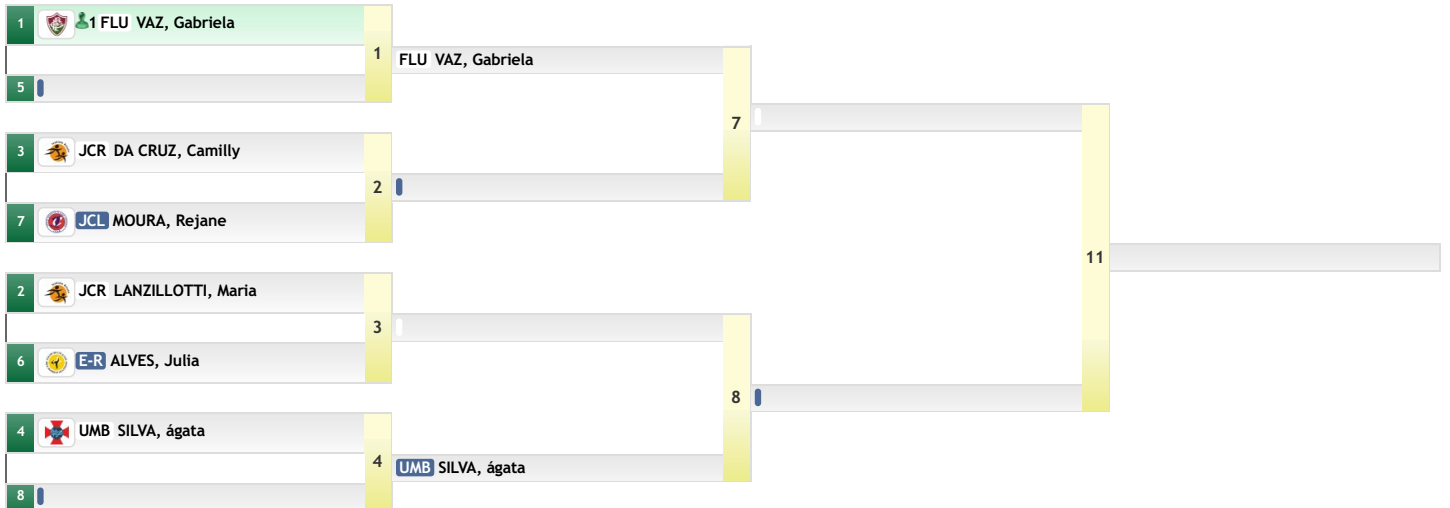 1 1 FLU VAZ, Gabriela
1
FLU VAZ, Gabriela
5
7
3 JCR DA CRUZ, Camilly
2
7 JCL MOURA, Rejane
11
2 JCR LANZILLOTTI, Maria
3
6 E-R ALVES, Julia
8
4 UMB SILVA, ágata
4
UMB SILVA, ágata
8